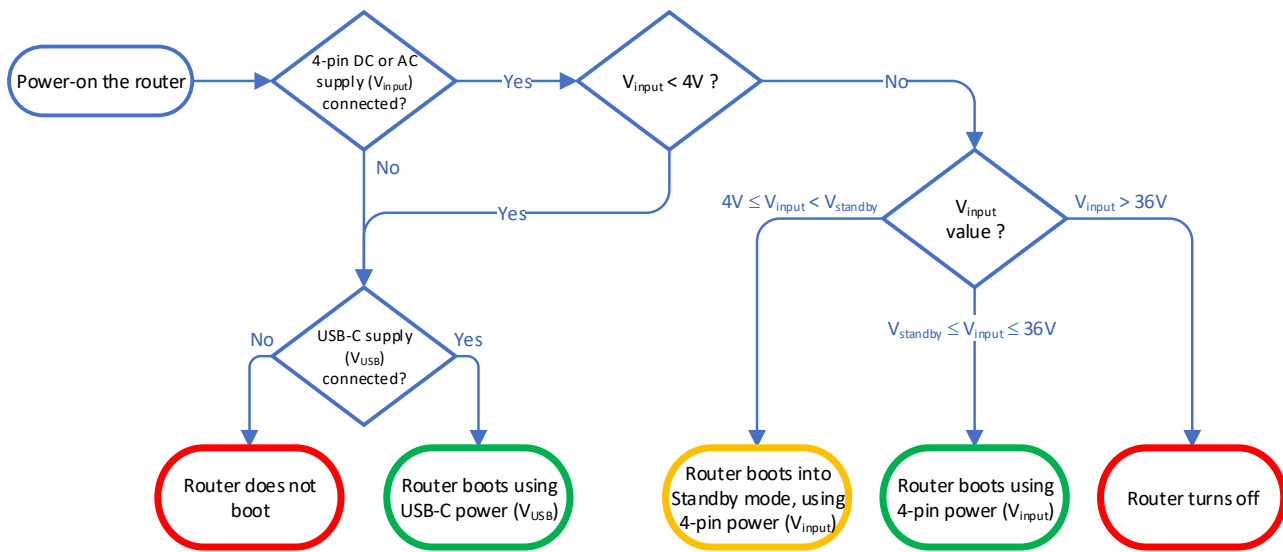 Power-on the router
4-pin DC or AC
supply (Vinput)
connected?
Yes
Vinput < 4V ?
No
No
Yes
4V ≤ Vinput < Vstandby
Vinput
value ?
Vinput > 36V
Vstandby ≤ Vinput ≤ 36V
No
USB-C supply
(VUSB)
connected?
Yes
Router does not
boot
Router boots using
USB-C power (VUSB)
Router boots into
Standby mode, using
4-pin power (Vinput)
Router boots using
4-pin power (Vinput)
Router turns off